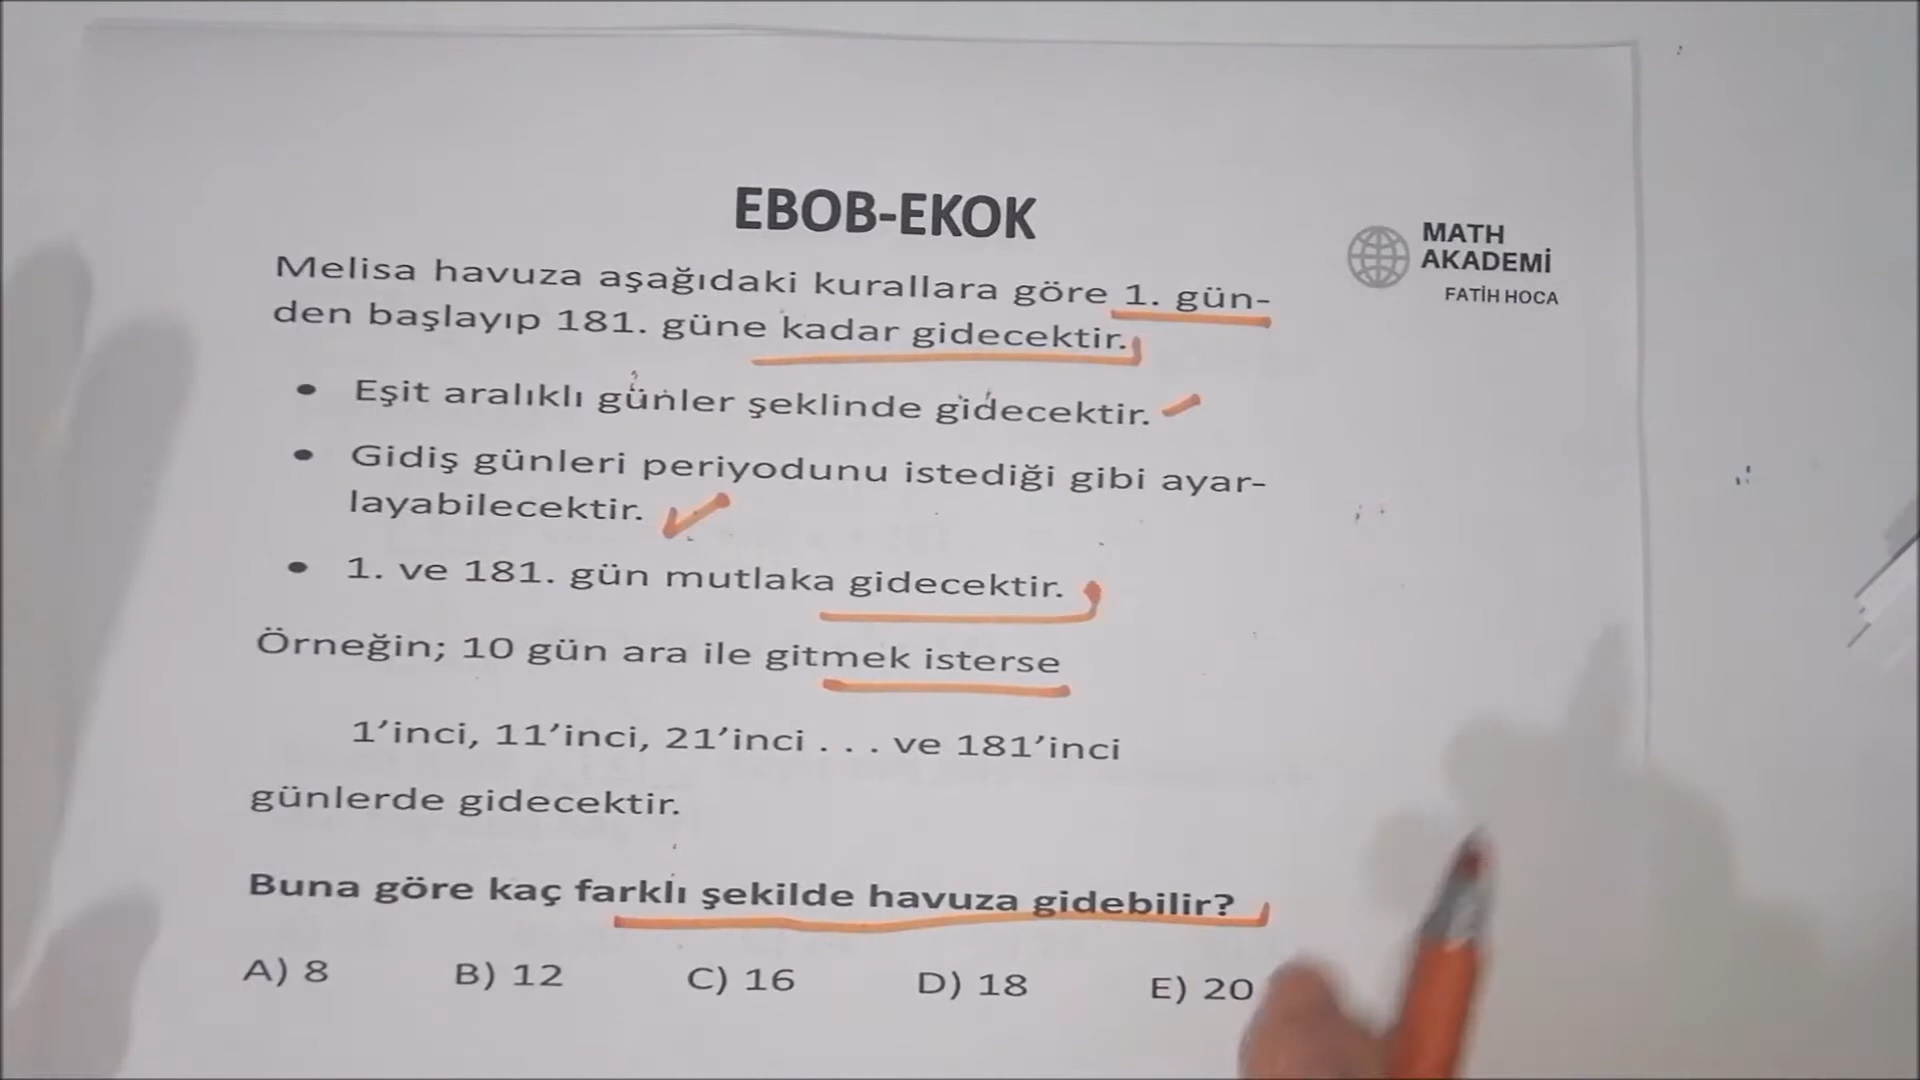 EBOB-EKOK
MATH
AKADEMİ
FATİH HOCA
Melisa havuza aşağıdaki kurallara göre 1. gün-
den başlayıp 181. güne kadar gidecektir.
• Eşit aralıklı günler şeklinde gidecektir.
• Gidiş günleri periyodunu istediği gibi ayar-
layabilecektir.
• 1. ve 181. gün mutlaka gidecektir.
Örneğin; 10 gün ara ile gitmek isterse
1’inci, 11’inci, 21’inci . . . ve 181’inci
günlerde gidecektir.
Buna göre kaç farklı şekilde havuza gidebilir?
A) 8 B) 12 C) 16 D) 18 E) 20